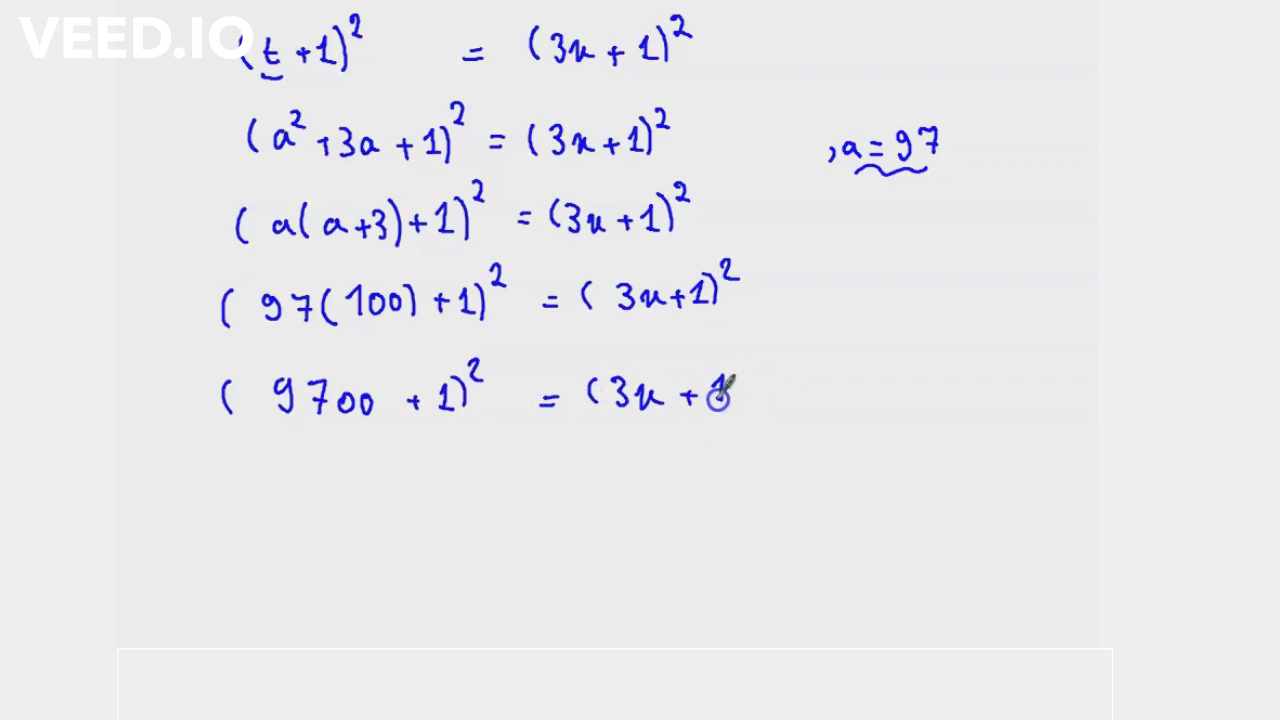 VEED.IO
(t + 1)² = (3x + 1)²
(a² + 3a + 1)² = (3x + 1)² , a = 97
(a(a + 3) + 1)² = (3x + 1)²
(97(100) + 1)² = (3x + 1)²
(9700 + 1)² = (3x + 1